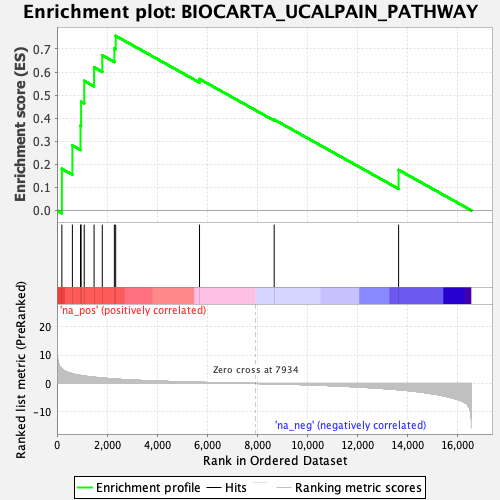 Enrichment plot: BIOCARTA_UCALPAIN_PATHWAY
Enrichment score (ES)
0.7
0.6
0.5
0.4
0.3
0.2
0.1
0.0
'na_pos' (positively correlated)
Ranked list metric (PreRanked)
20
10
0
-10
Zero cross at 7934
'na_neg' (negatively correlated)
0 2,000 4,000 6,000 8,000 10,000 12,000 14,000 16,000
Rank in Ordered Dataset
Enrichment profile Hits Ranking metric scores